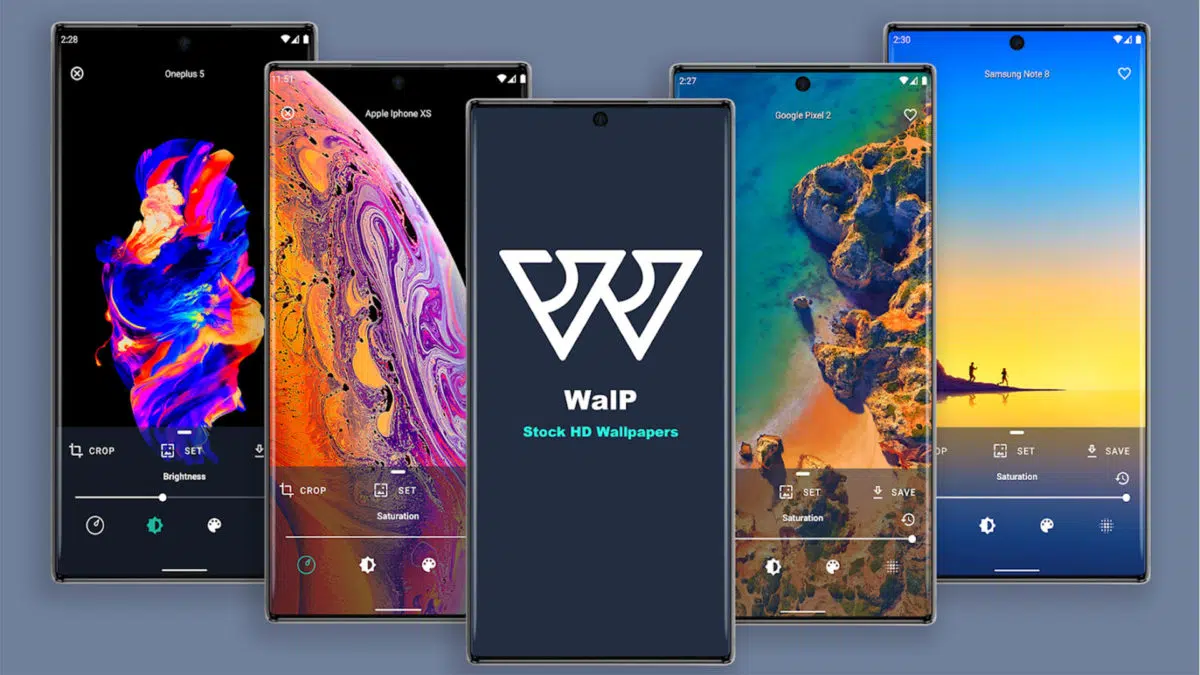 2:28
Oneplus 5
CROP
SET
Brightness
11:51
Apple Iphone XS
CROP
SET
Saturation
WalP
Stock HD Wallpapers
2:27
Google Pixel 2
SET
SAVE
Saturation
2:30
Samsung Note 8
OP
SET
SAVE
Saturation